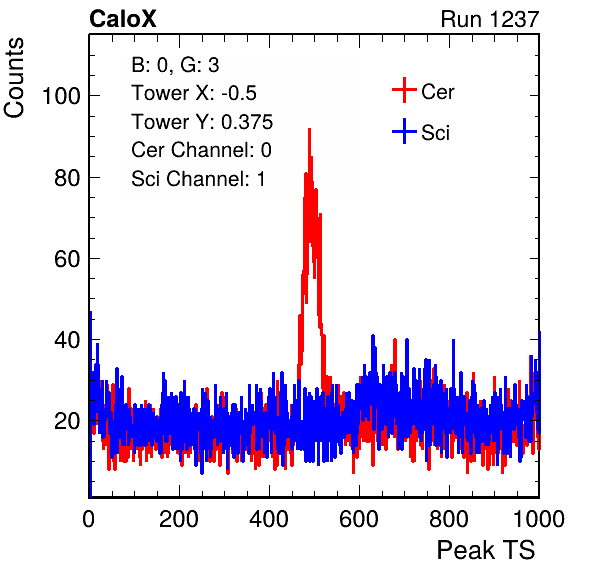 CaloX Run 1237
Counts
B: 0, G: 3
Tower X: -0.5
Tower Y: 0.375
Cer Channel: 0
Sci Channel: 1
Cer
Sci
100
80
60
40
20
0 200 400 600 800 1000
Peak TS